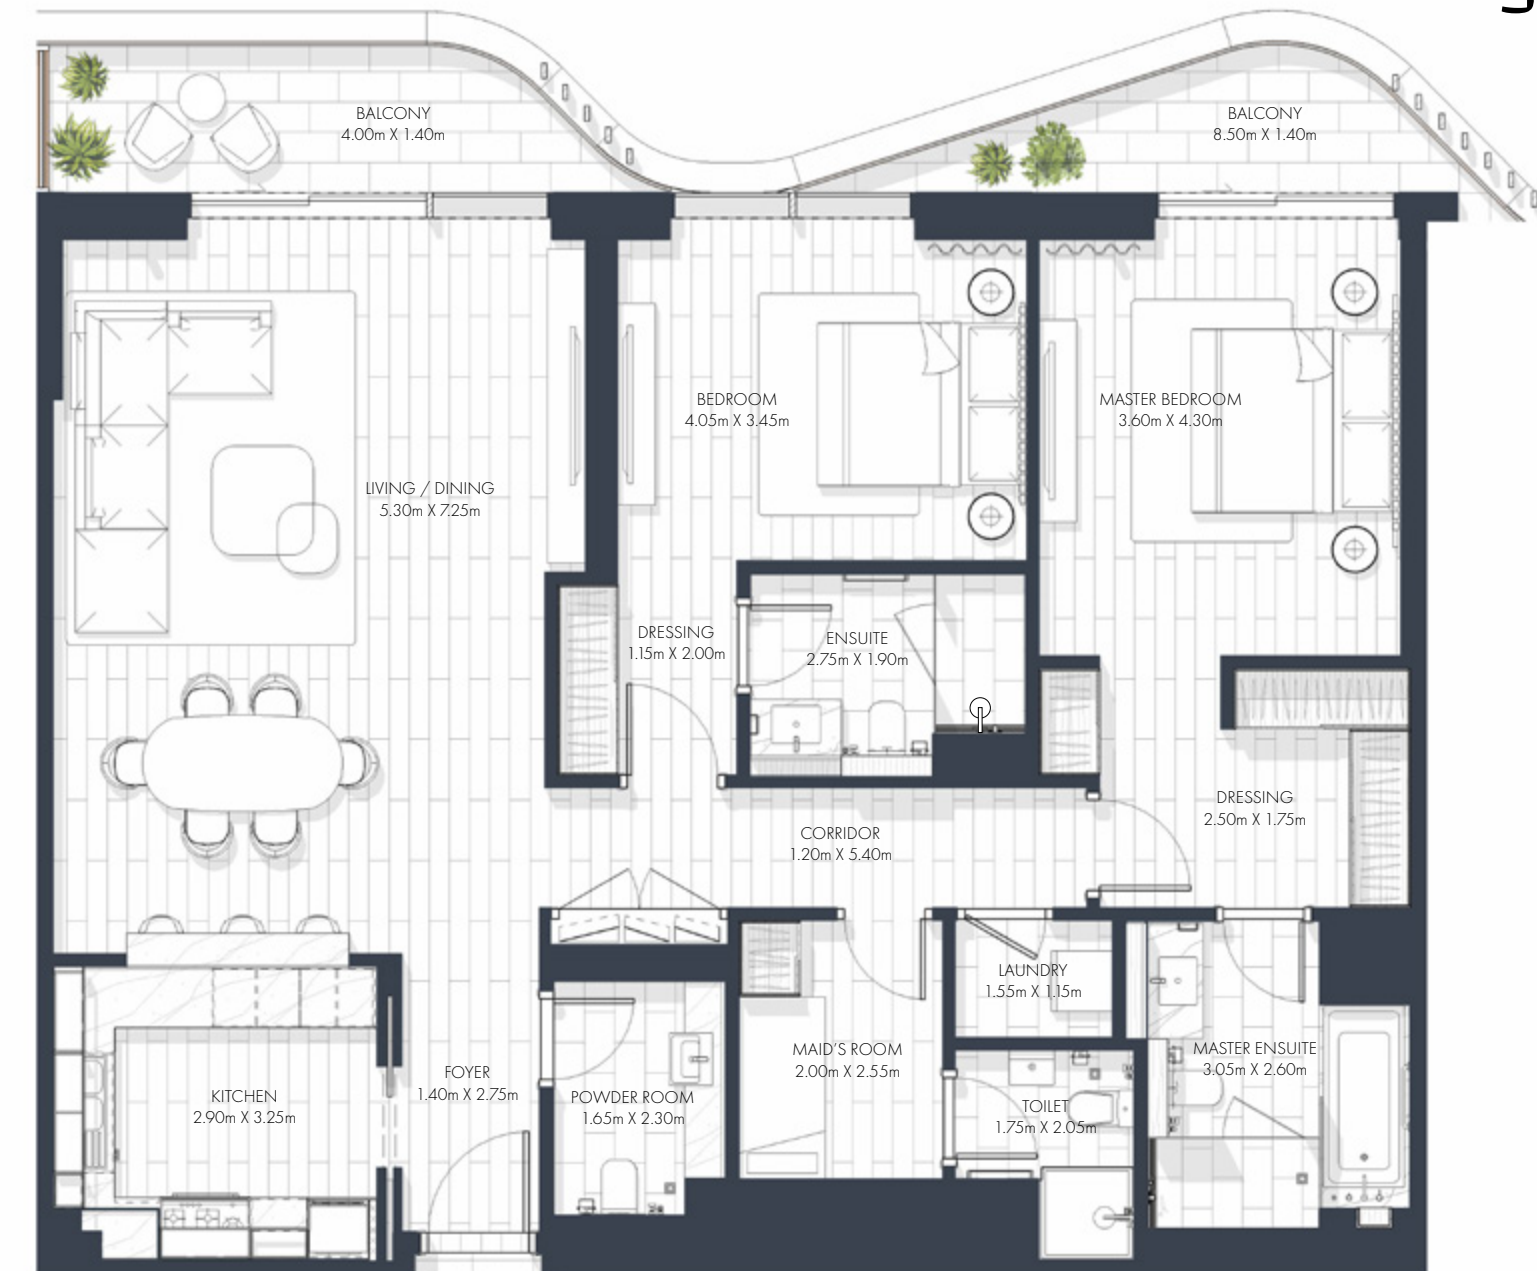 BALCONY
4.00m X 1.40m
BALCONY
8.50m X 1.40m
BEDROOM
4.05m X 3.45m
MASTER BEDROOM
3.60m X 4.30m
LIVING / DINING
5.30m X 7.25m
DRESSING
1.15m X 2.00m
ENSUITE
2.75m X 1.90m
DRESSING
2.50m X 1.75m
CORRIDOR
1.20m X 5.40m
LAUNDRY
1.55m X 1.15m
MAID'S ROOM
2.00m X 2.55m
MASTER ENSUITE
3.05m X 2.60m
FOYER
1.40m X 2.75m
KITCHEN
2.90m X 3.25m
POWDER ROOM
1.65m X 2.30m
TOILET
1.75m X 2.05m